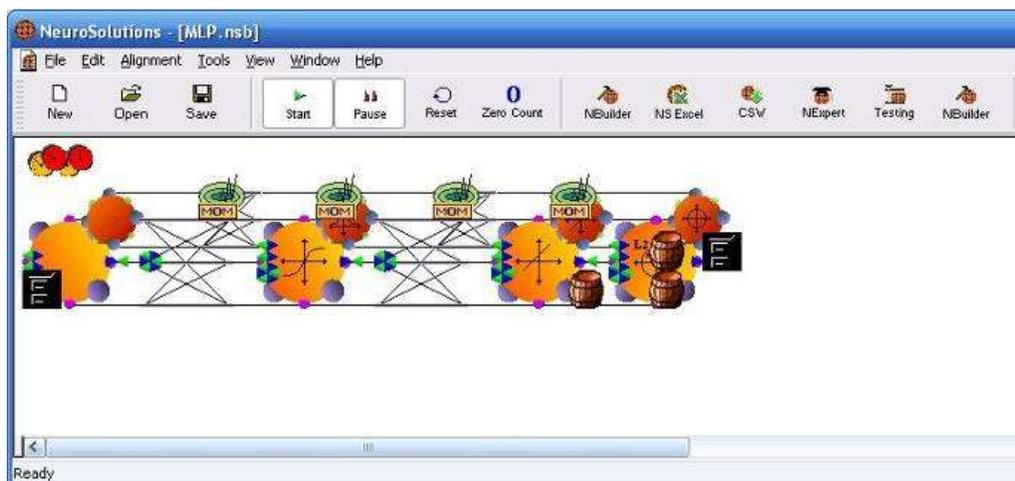 NeuroSolutions - [MLP.nsb]
File Edit Alignment Tools View Window Help
New Open Save Start Pause Reset Zero Count NBuilder NS Excel CSV NExpert Testing NBuilder
MOM MOM MOM MOM
L2
Ready